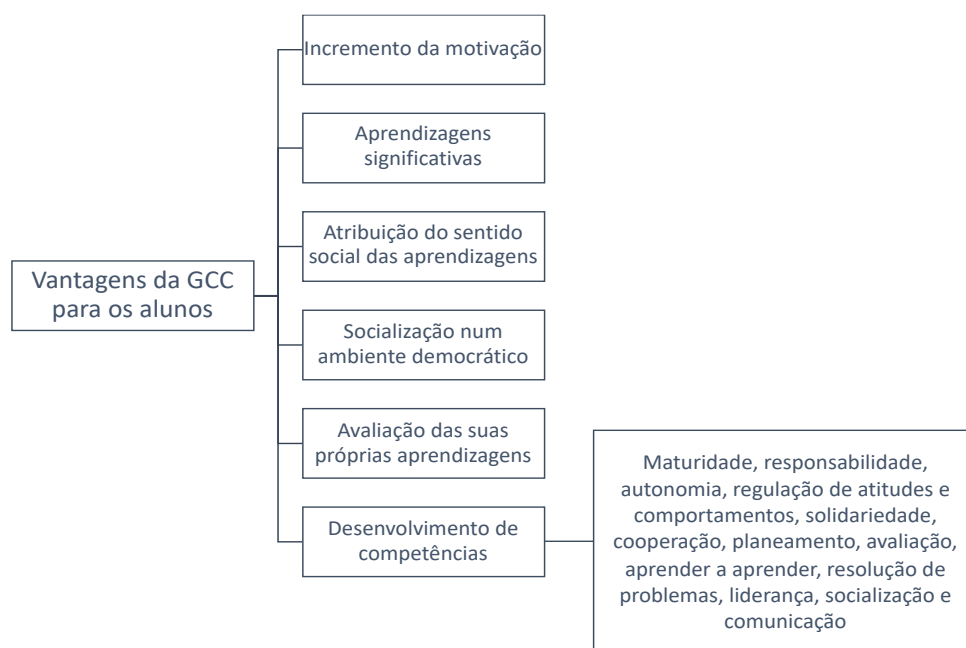 Vantagens da GCC
para os alunos
Incremento da motivação
Aprendizagens
significativas
Atribuição do sentido
social das aprendizagens
Socialização num
ambiente democrático
Avaliação das suas
próprias aprendizagens
Desenvolvimento de
competências
Maturidade, responsabilidade,
autonomia, regulação de atitudes e
comportamentos, solidariedade,
cooperação, planeamento, avaliação,
aprender a aprender, resolução de
problemas, liderança, socialização e
comunicação